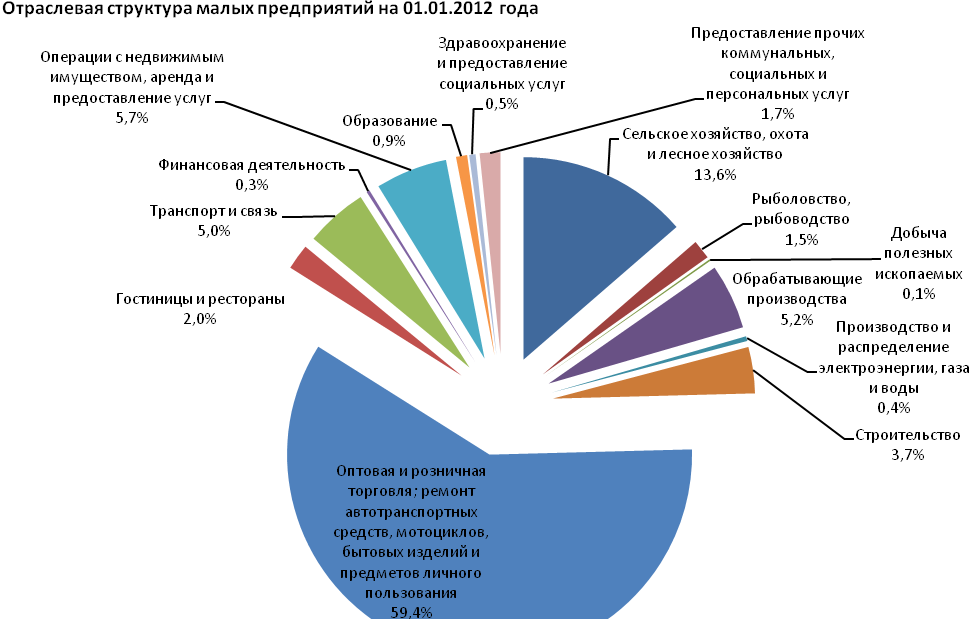 Отраслевая структура малых предприятий на 01.01.2012 года
Операции с недвижимым
имуществом, аренда и
предоставление услуг
5,7%
Здравоохранение
и предоставление
социальных услуг
0,5%
Предоставление прочих
коммунальных,
социальных и
персональных услуг
1,7%
Образование
0,9%
Сельское хозяйство, охота
и лесное хозяйство
13,6%
Финансовая деятельность
0,3%
Транспорт и связь
5,0%
Рыболовство,
рыбоводство
1,5%
Добыча
полезных
ископаемых
0,1%
Обрабатывающие
производства
5,2%
Гостиницы и рестораны
2,0%
Производство и
распределение
электроэнергии, газа
и воды
0,4%
Строительство
3,7%
Оптовая и розничная
торговля; ремонт
автотранспортных
средств, мотоциклов,
бытовых изделий и
предметов личного
пользования
59,4%